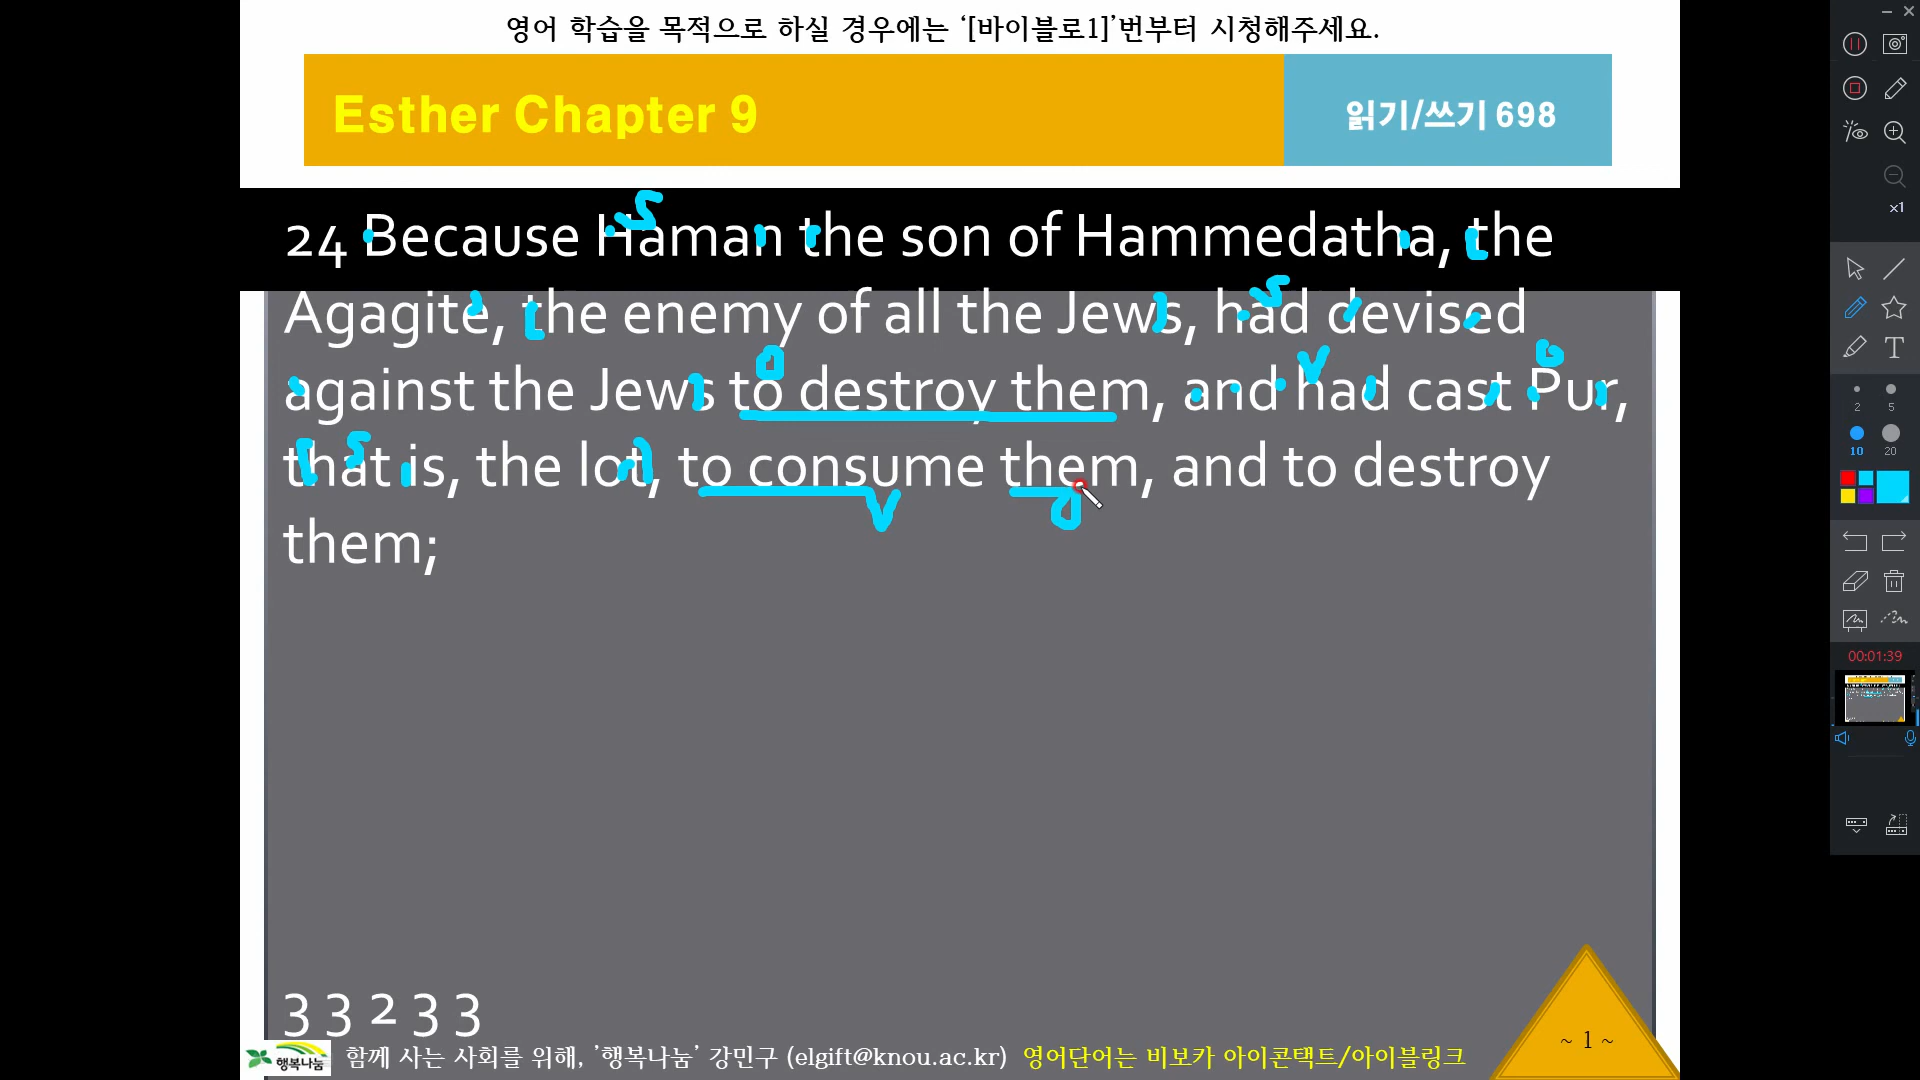 영어 학습을 목적으로 하실 경우에는 ‘[바이블로1]’번부터 시청해주세요.
Esther Chapter 9
읽기/쓰기 698
24 Because Haman the son of Hammedatha, the
Agagite, the enemy of all the Jews, had devised
against the Jews to destroy them, and had cast Pur,
that is, the lot, to consume them, and to destroy
them;
3 3 2 3 3
행복나눔 함께 사는 사회를 위해, ’행복나눔’ 강민구 (elgift@knou.ac.kr) 영어단어는 비보카 아이콘택트/아이블링크
~ 1 ~
x1
T
2 5
10 20
00:01:39